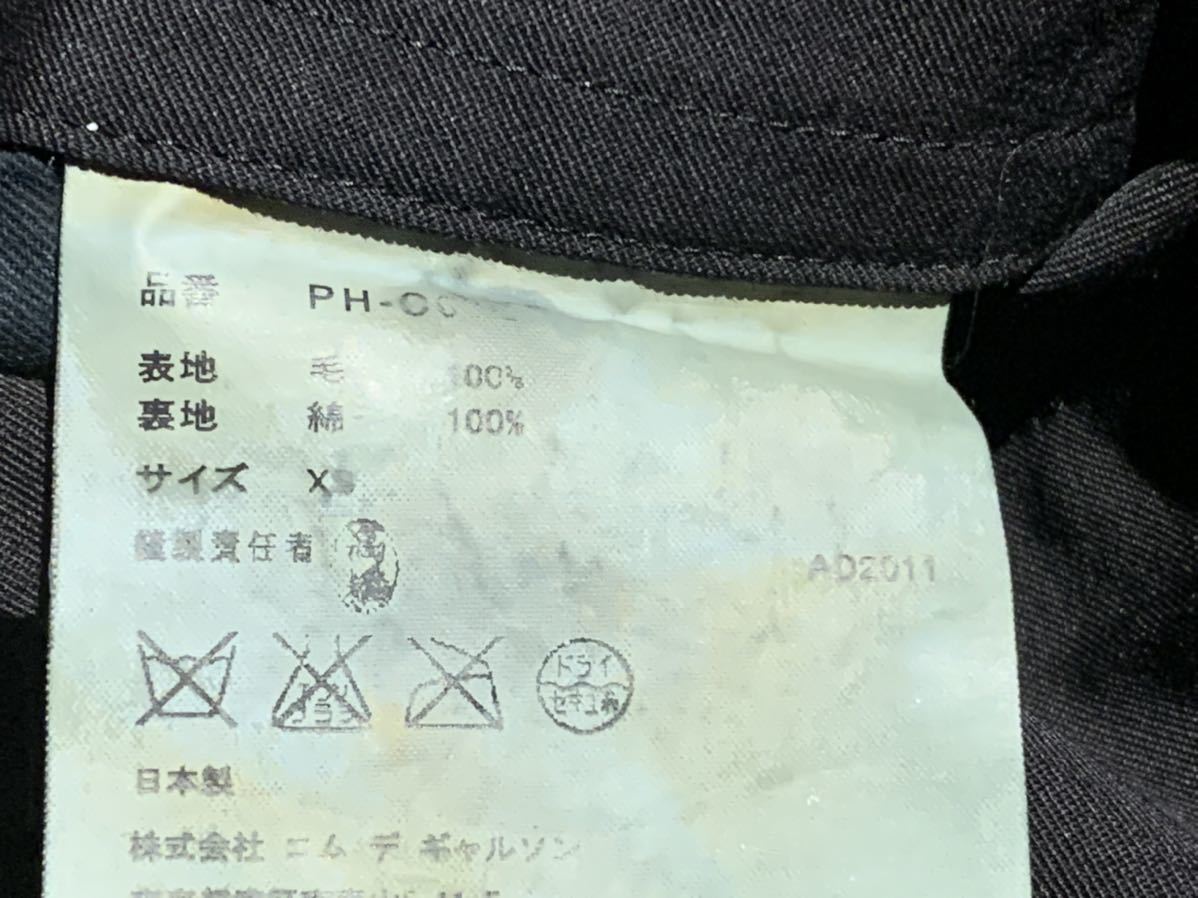 品番
表地 毛 100%
裏地 綿 100%
サイズ XS
縫製責任者 高橋
AD2011
ドライ
セキユ系
日本製
株式会社 コム デ ギャルソン